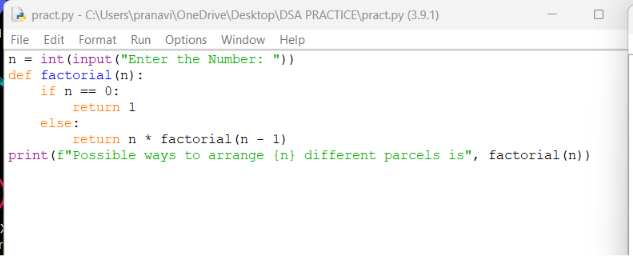 pract.py - C:\Users\pranavi\OneDrive\Desktop\DSA PRACTICE\pract.py (3.9.1)
File Edit Format Run Options Window Help
n = int(input("Enter the Number: "))
def factorial(n):
    if n == 0:
        return 1
    else:
        return n * factorial(n - 1)
print(f"Possible ways to arrange {n} different parcels is", factorial(n))